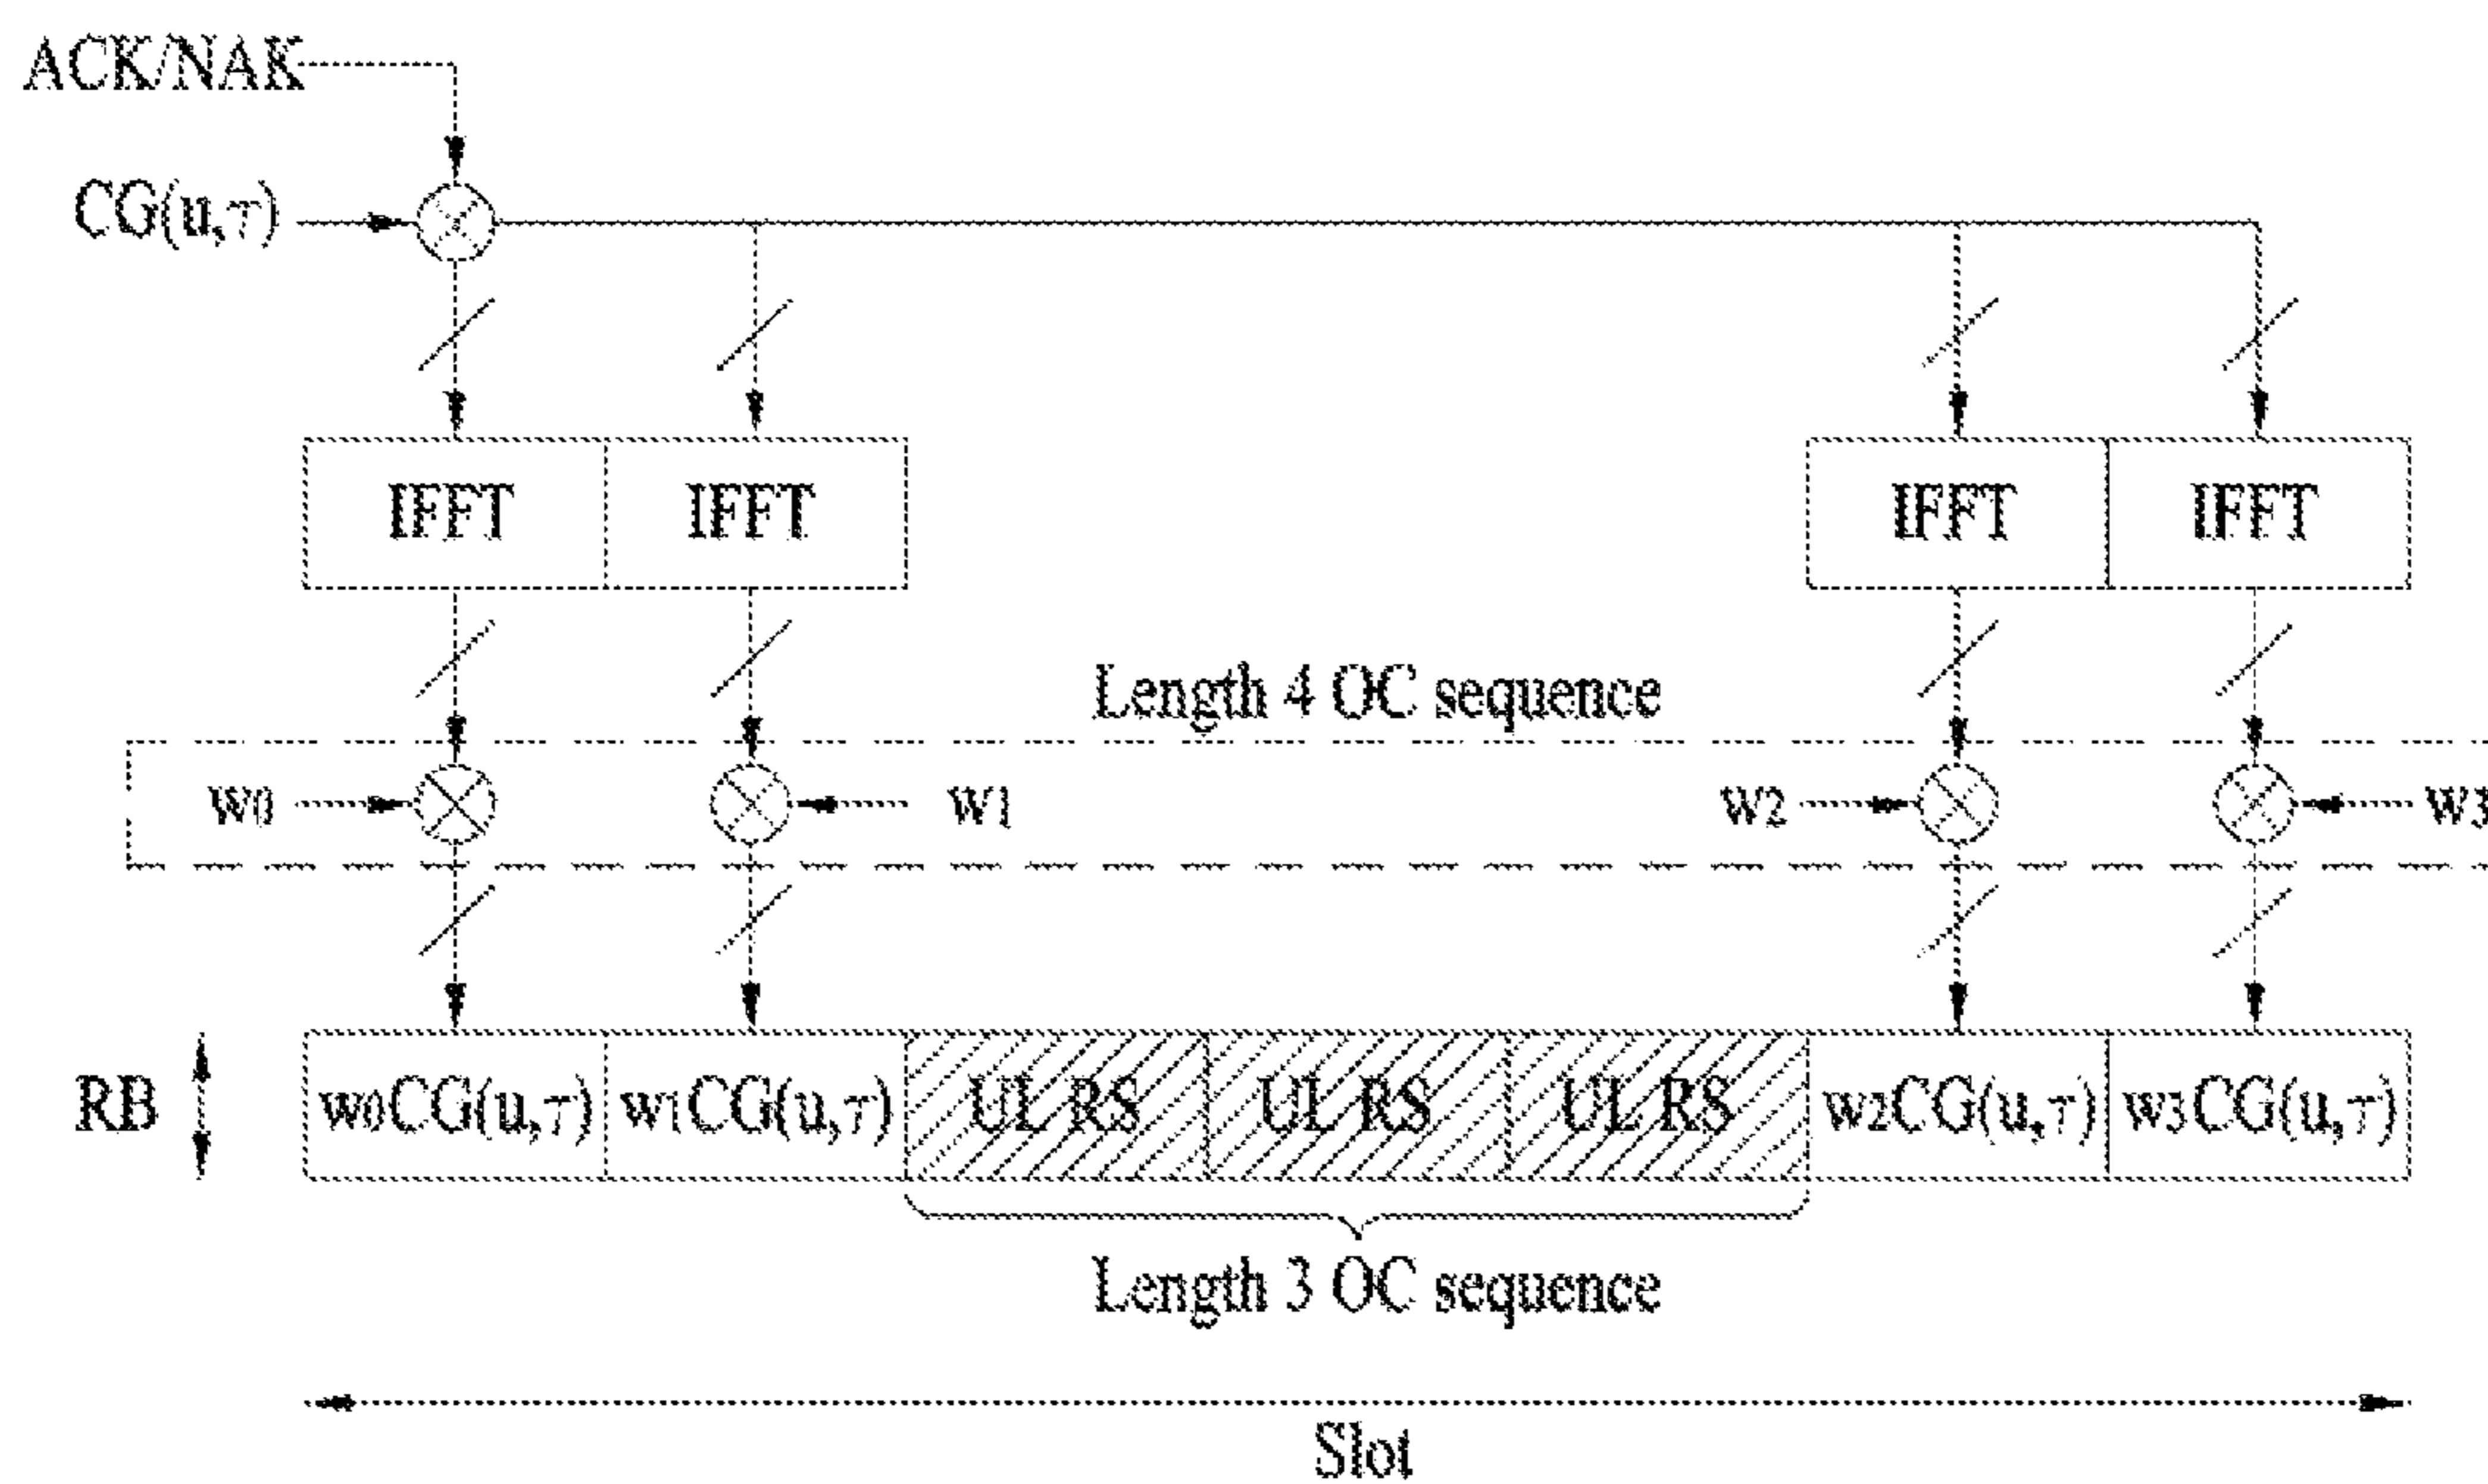 ACK/NAK
CG(u,τ)
IFFT IFFT IFFT IFFT
Length 4 OC sequence
w0 w1 w2 w3
RB w0CG(u,τ) w1CG(u,τ) UL RS UL RS UL RS w2CG(u,τ) w3CG(u,τ)
Length 3 OC sequence
Slot